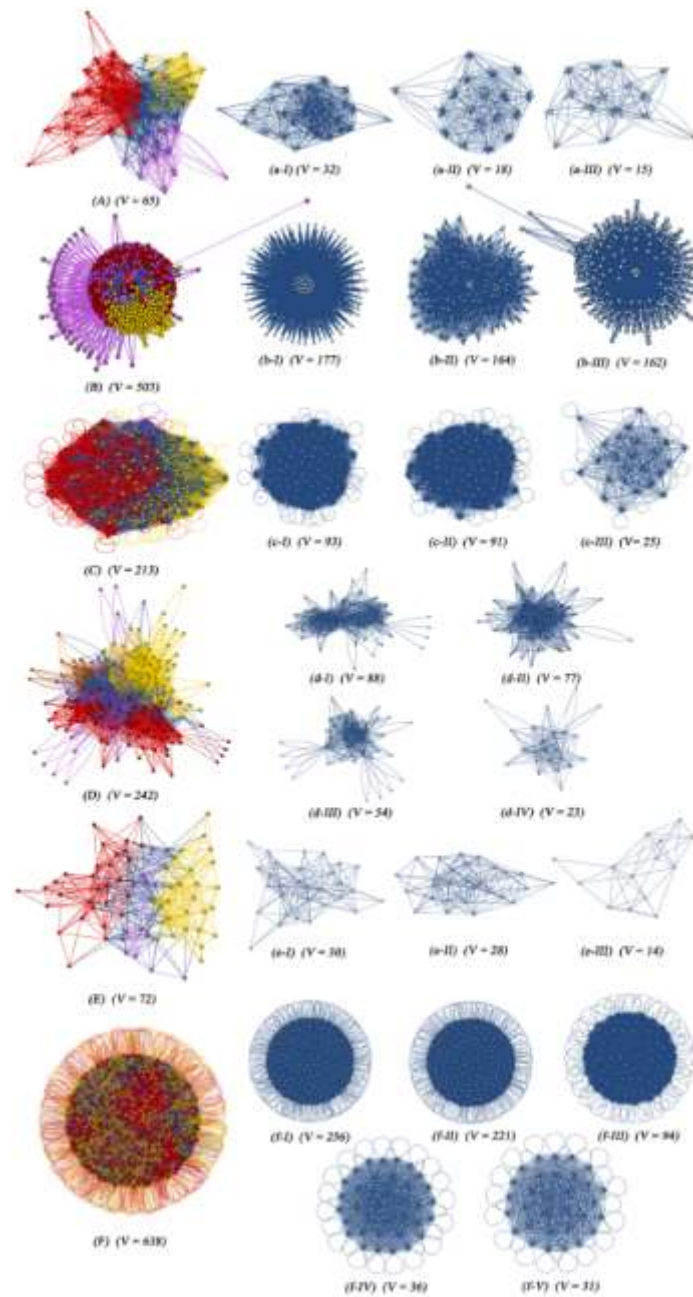 (a-I) (V = 32) (a-II) (V = 18) (a-III) (V = 15)
(A) (V = 65)
(b-I) (V = 177) (b-II) (V = 164) (b-III) (V = 162)
(B) (V = 503)
(c-I) (V = 93) (c-II) (V = 91) (c-III) (V = 25)
(C) (V = 213)
(d-I) (V = 88) (d-II) (V = 77)
(D) (V = 242)
(d-III) (V = 54) (d-IV) (V = 23)
(e-I) (V = 30) (e-II) (V = 28) (e-III) (V = 14)
(E) (V = 72)
(f-I) (V = 256) (f-II) (V = 221) (f-III) (V = 94)
(F) (V = 638)
(f-IV) (V = 36) (f-V) (V = 31)